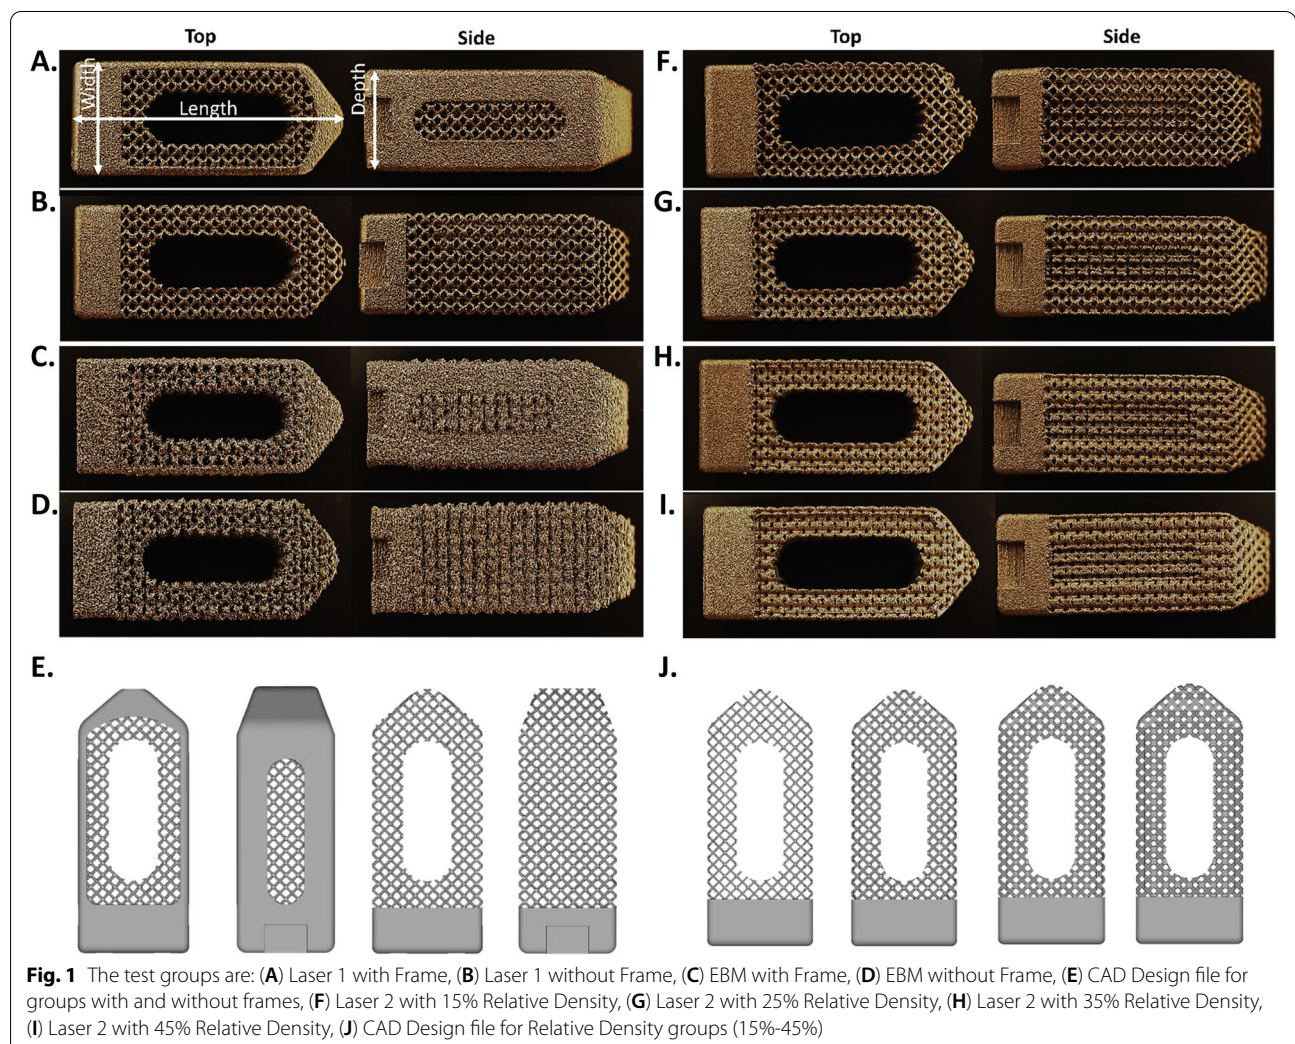 Top
Side
Top
Side
A.
Width
Length
Depth
F.
B.
G.
C.
H.
D.
I.
E.
J.
Fig. 1 The test groups are: (A) Laser 1 with Frame, (B) Laser 1 without Frame, (C) EBM with Frame, (D) EBM without Frame, (E) CAD Design file for
groups with and without frames, (F) Laser 2 with 15% Relative Density, (G) Laser 2 with 25% Relative Density, (H) Laser 2 with 35% Relative Density,
(I) Laser 2 with 45% Relative Density, (J) CAD Design file for Relative Density groups (15%-45%)